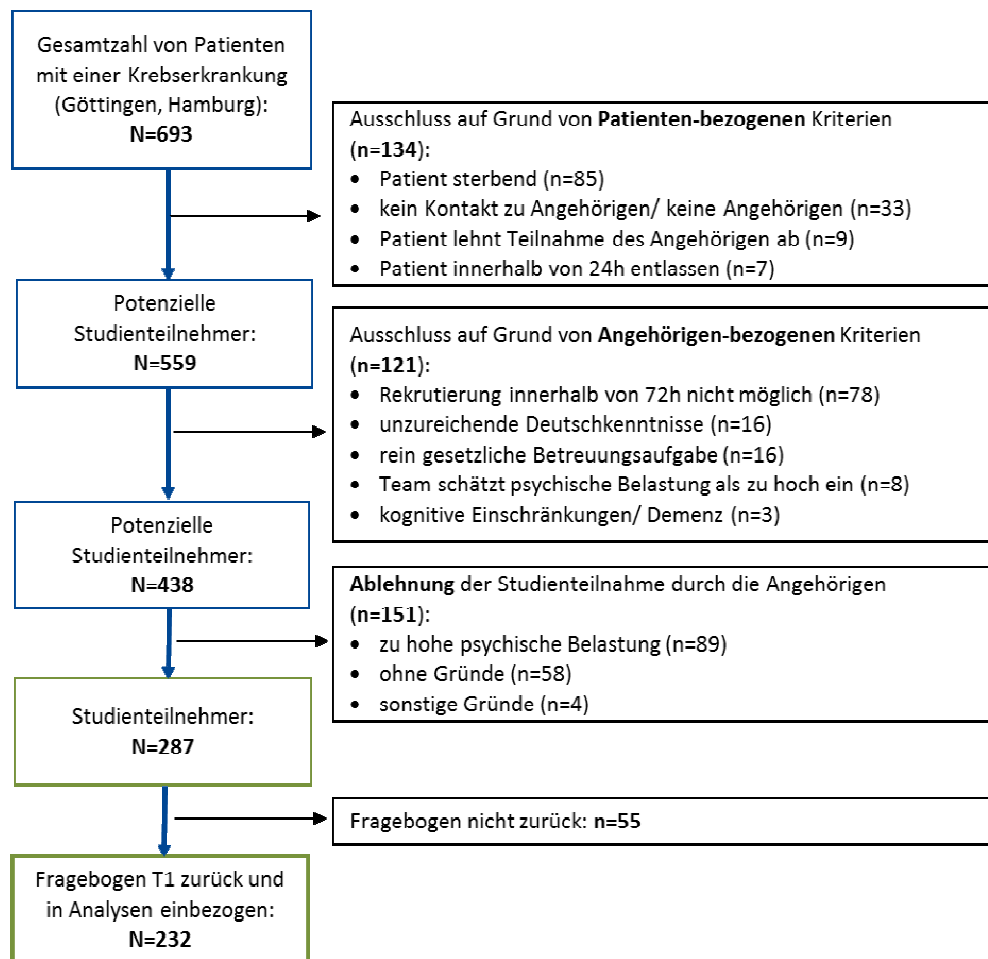 Gesamtzahl von Patienten
mit einer Krebserkrankung
(Göttingen, Hamburg):
N=693
Ausschluss auf Grund von Patienten-bezogenen Kriterien
(n=134):
• Patient sterbend (n=85)
• kein Kontakt zu Angehörigen/ keine Angehörigen (n=33)
• Patient lehnt Teilnahme des Angehörigen ab (n=9)
• Patient innerhalb von 24h entlassen (n=7)
Potenzielle
Studienteilnehmer:
N=559
Ausschluss auf Grund von Angehörigen-bezogenen Kriterien
(n=121):
• Rekrutierung innerhalb von 72h nicht möglich (n=78)
• unzureichende Deutschkenntnisse (n=16)
• rein gesetzliche Betreuungsaufgabe (n=16)
• Team schätzt psychische Belastung als zu hoch ein (n=8)
• kognitive Einschränkungen/ Demenz (n=3)
Potenzielle
Studienteilnehmer:
N=438
Ablehnung der Studienteilnahme durch die Angehörigen
(n=151):
• zu hohe psychische Belastung (n=89)
• ohne Gründe (n=58)
• sonstige Gründe (n=4)
Studienteilnehmer:
N=287
Fragebogen nicht zurück: n=55
Fragebogen T1 zurück und
in Analysen einbezogen:
N=232